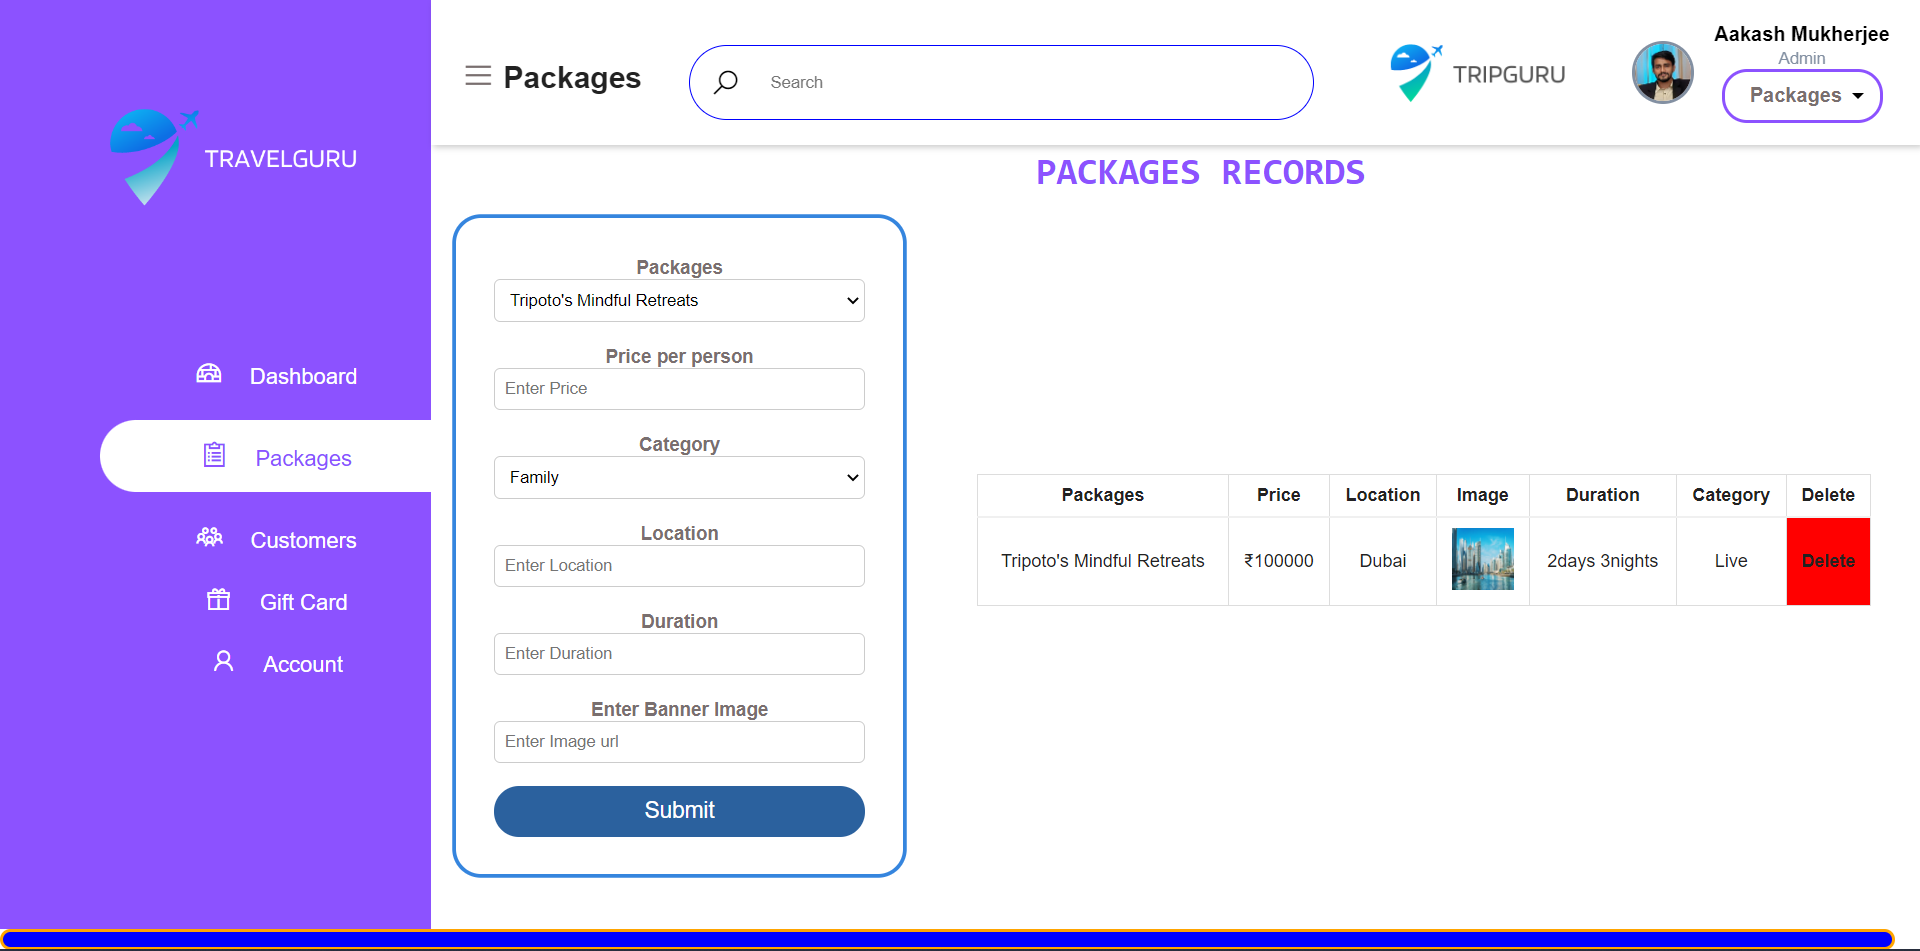 TRAVELGURU
Dashboard
Packages
Customers
Gift Card
Account
Packages
Search
TRIPGURU
Aakash Mukherjee
Admin
Packages
PACKAGES RECORDS
Packages
Tripoto's Mindful Retreats
Price per person
Enter Price
Category
Family
Location
Enter Location
Duration
Enter Duration
Enter Banner Image
Enter Image url
Submit
Packages Price Location Image Duration Category Delete
Tripoto's Mindful Retreats ₹100000 Dubai 2days 3nights Live Delete